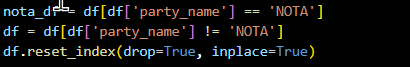 nota_df = df[df['party_name'] == 'NOTA']
df = df[df['party_name'] != 'NOTA']
df.reset_index(drop=True, inplace=True)